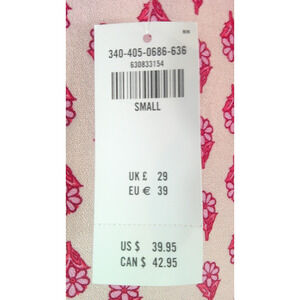 340-405-0686-636
630833154
SMALL
UK £ 29
EU € 39
US $ 39.95
CAN $ 42.95